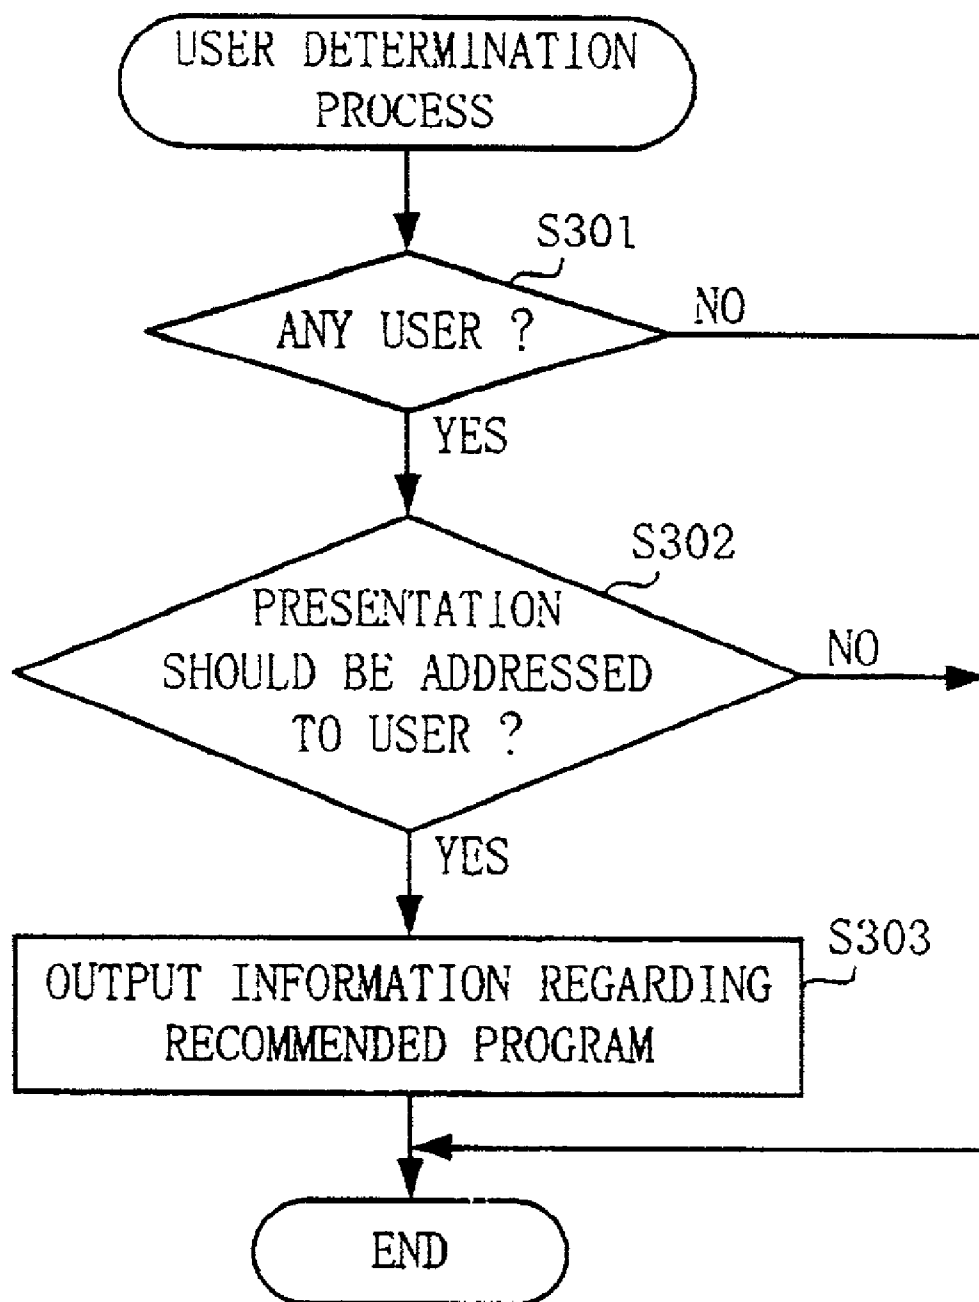 USER DETERMINATION
PROCESS
S301
ANY USER ?
NO
YES
S302
PRESENTATION
SHOULD BE ADDRESSED
TO USER ?
NO
YES
S303
OUTPUT INFORMATION REGARDING
RECOMMENDED PROGRAM
END